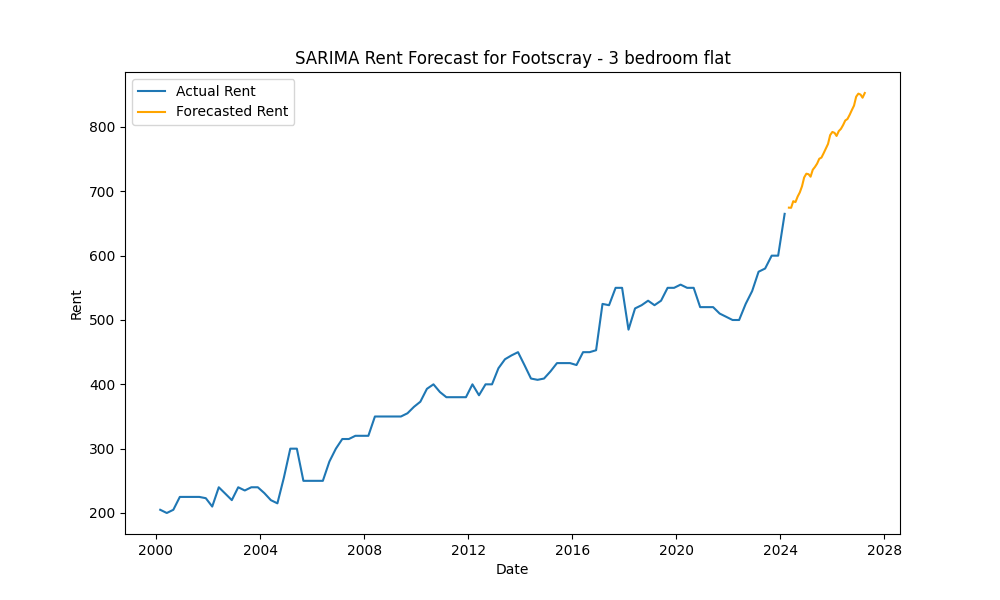 SARIMA Rent Forecast for Footscray - 3 bedroom flat
Actual Rent
Forecasted Rent
800
700
600
500
400
300
200
Rent
2000 2004 2008 2012 2016 2020 2024 2028
Date